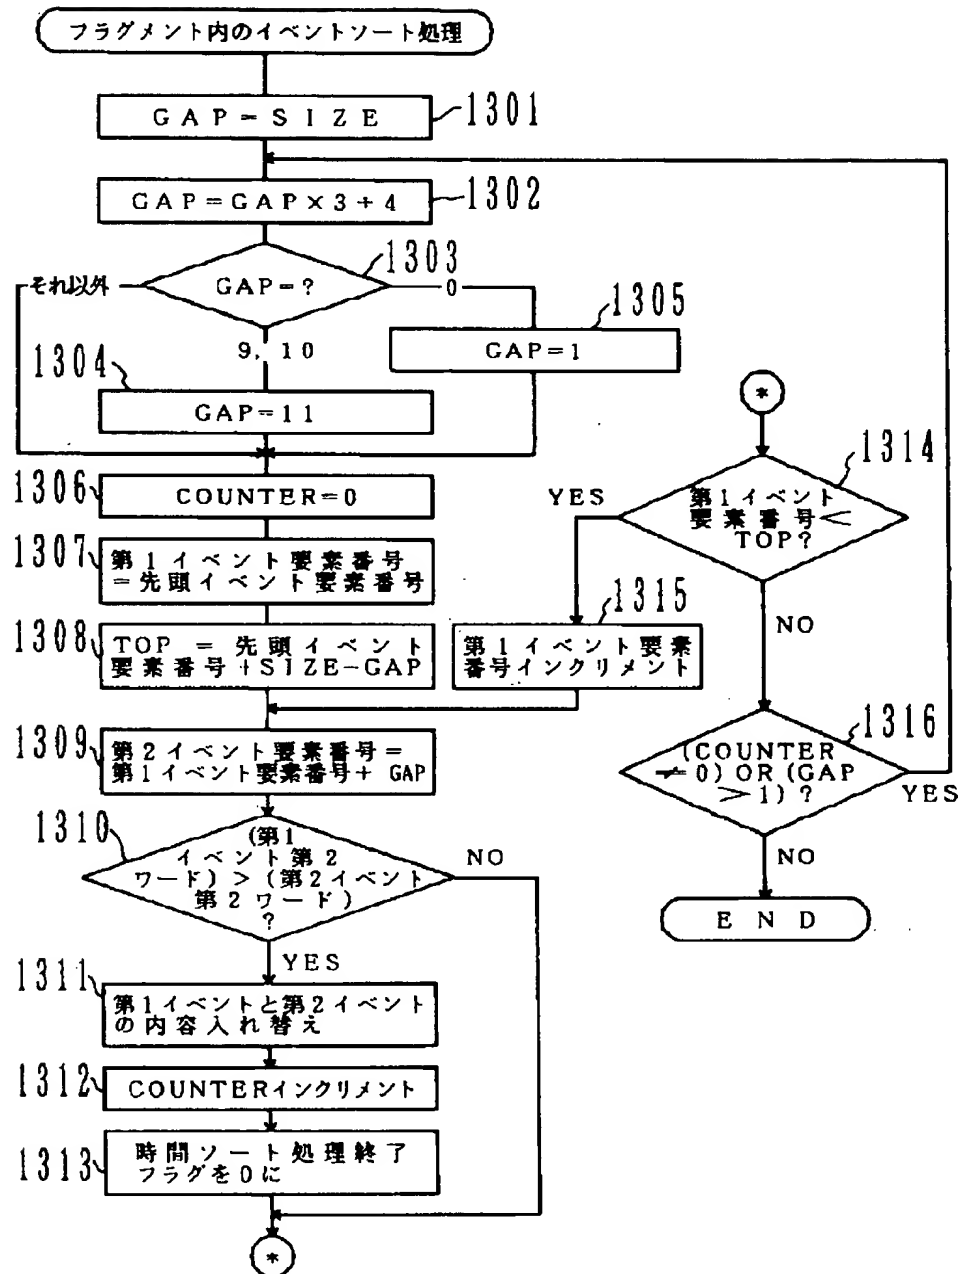 フラグメント内のイベントソート処理
GAP=SIZE
1301
GAP=GAP×3+4
1302
GAP=?
1303
それ以外
0
9, 10
1305
GAP=1
1304
GAP=11
1306
COUNTER=0
1307
第1イベント要素番号
=先頭イベント要素番号
1308
TOP = 先頭イベント
要素番号+SIZE-GAP
1309
第2イベント要素番号=
第1イベント要素番号+ GAP
1310
(第1
イベント第2
ワード) > (第2イベント
第2ワード)
?
NO
YES
1311
第1イベントと第2イベント
の内容入れ替え
1312
COUNTERインクリメント
1313
時間ソート処理終了
フラグを0に
*
*
1314
第1イベント
要素番号<
TOP?
YES
NO
1315
第1イベント要素
番号インクリメント
1316
(COUNTER
≠0) OR (GAP
>1)?
YES
NO
END